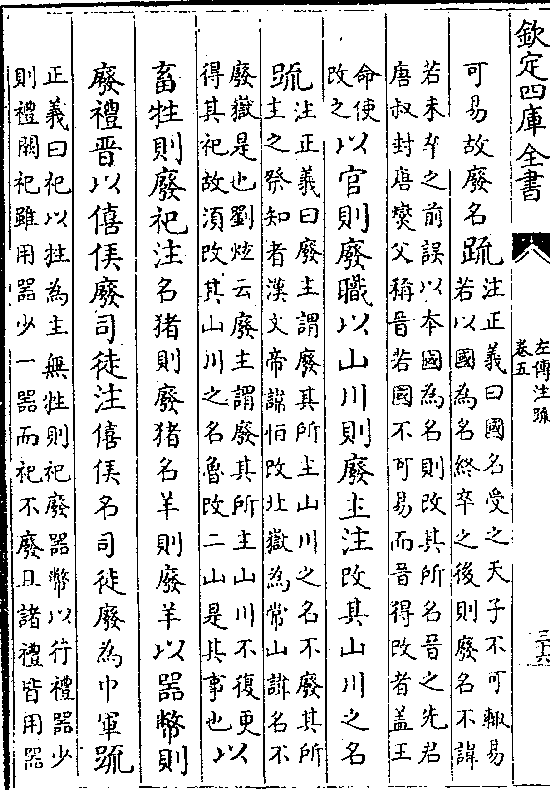 欽定四庫全書
左傳注疏
卷五
三六
可易故廢名疏注正義曰國名受之天子不可輒易
若以國為名終卒之後則廢名不諱
若未卒之前誤以本國為名則改其所名晉之先君
唐叔封唐燮父稱晉若國不可易而晉得改者蓋王
命使
改之以官則廢職以山川則廢主注改其山川之名
疏注正義曰廢主謂廢其所主山川之名不廢其所
主之祭知者漢文帝諱恒改北嶽為常山諱名不
廢嶽是也劉炫云廢主謂廢其所主山川不復更
得其祀故湏改其山川之名魯改二山是其事也以
畜牲則廢祀注名猪則廢猪名羊則廢羊以器幣則
廢禮晉以僖侯廢司徒注僖侯名司徒廢為中軍疏
正義曰祀以牲為主無牲則祀廢器幣以行禮器少
則禮闕祀雖用器少一器而祀不廢且諸禮皆用器